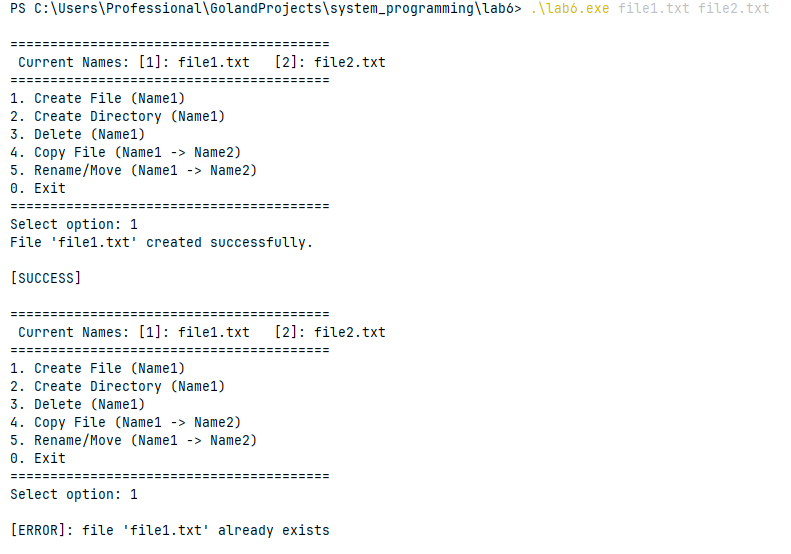 PS C:\Users\Professional\GolandProjects\system_programming\lab6> .\lab6.exe file1.txt file2.txt
========================================
Current Names: [1]: file1.txt   [2]: file2.txt
========================================
1. Create File (Name1)
2. Create Directory (Name1)
3. Delete (Name1)
4. Copy File (Name1 -> Name2)
5. Rename/Move (Name1 -> Name2)
0. Exit
========================================
Select option: 1
File 'file1.txt' created successfully.
[SUCCESS]
========================================
Current Names: [1]: file1.txt   [2]: file2.txt
========================================
1. Create File (Name1)
2. Create Directory (Name1)
3. Delete (Name1)
4. Copy File (Name1 -> Name2)
5. Rename/Move (Name1 -> Name2)
0. Exit
========================================
Select option: 1
[ERROR]: file 'file1.txt' already exists